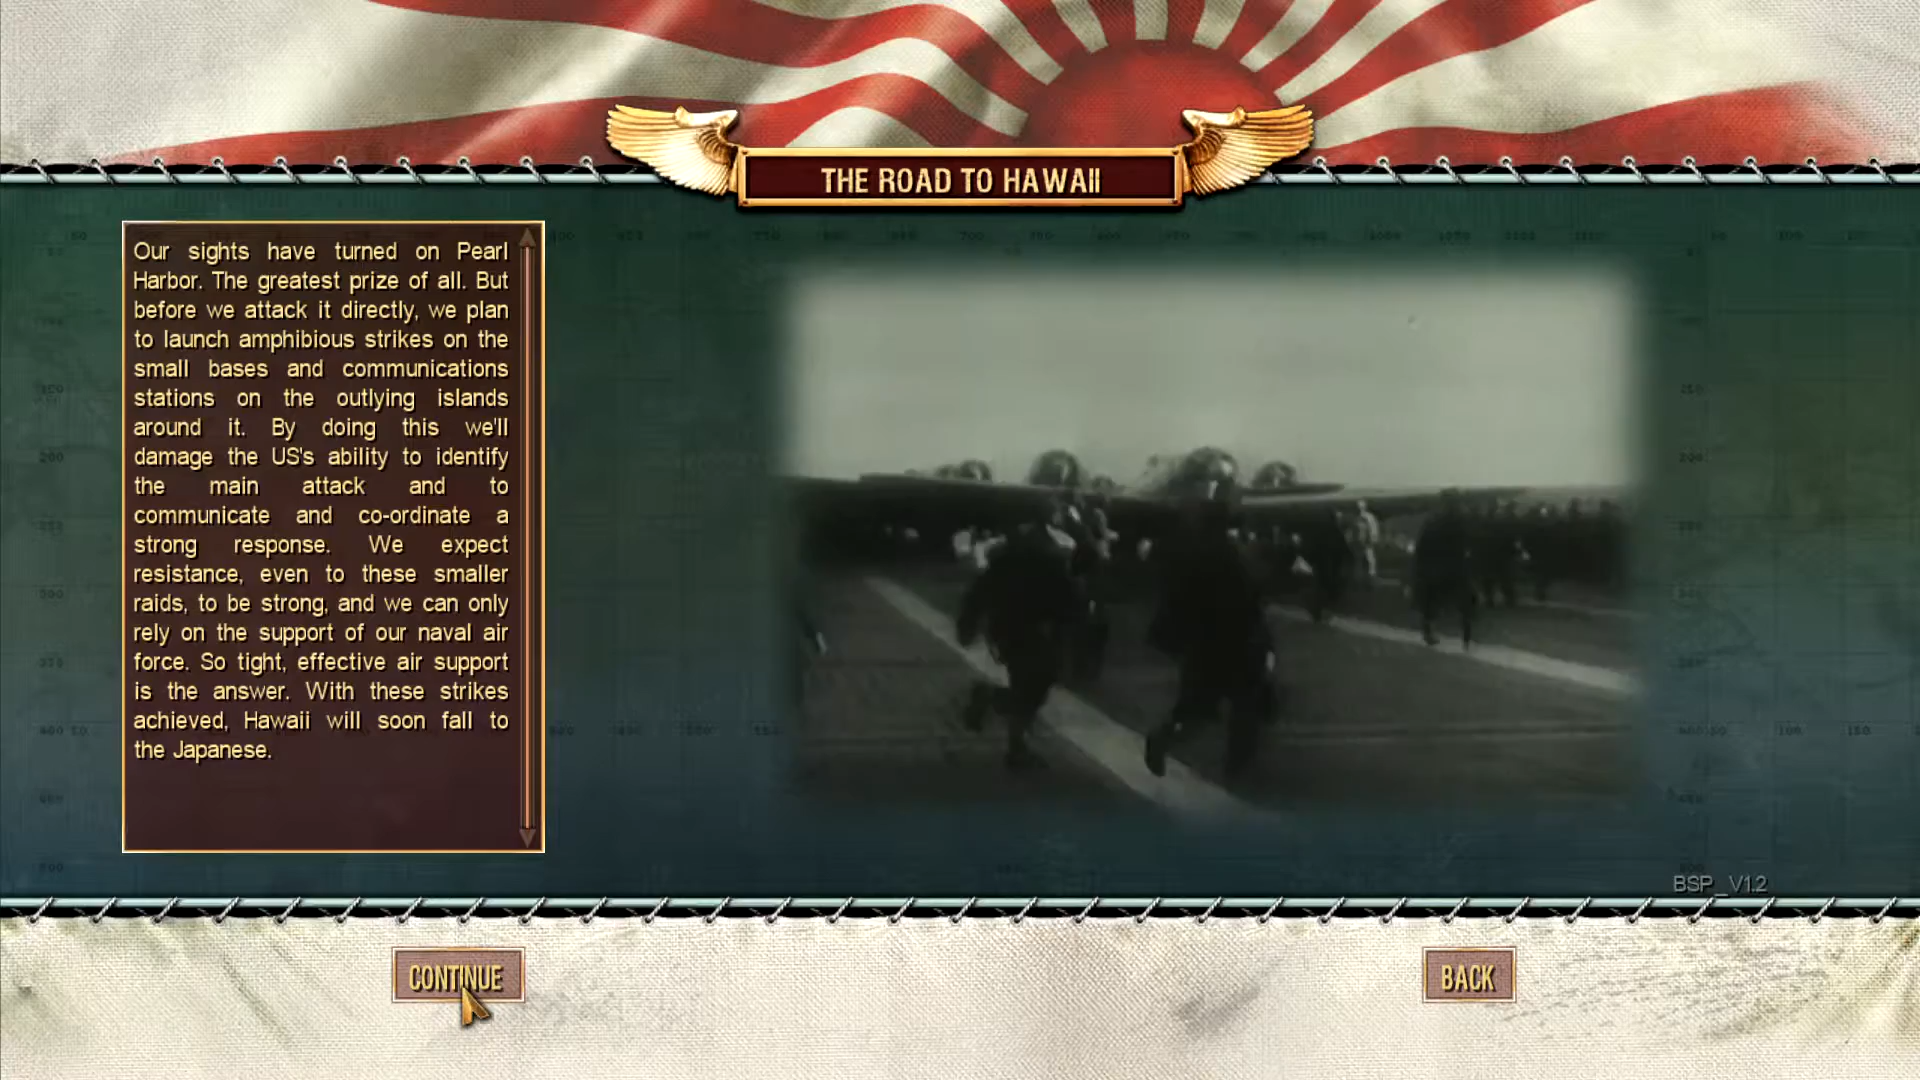 THE ROAD TO HAWAII
Our sights have turned on Pearl
Harbor. The greatest prize of all. But
before we attack it directly, we plan
to launch amphibious strikes on the
small bases and communications
stations on the outlying islands
around it. By doing this we'll
damage the US's ability to identify
the main attack and to
communicate and co-ordinate a
strong response. We expect
resistance, even to these smaller
raids, to be strong, and we can only
rely on the support of our naval air
force. So tight, effective air support
is the answer. With these strikes
achieved, Hawaii will soon fall to
the Japanese.
BSP_V1.2
CONTINUE
BACK